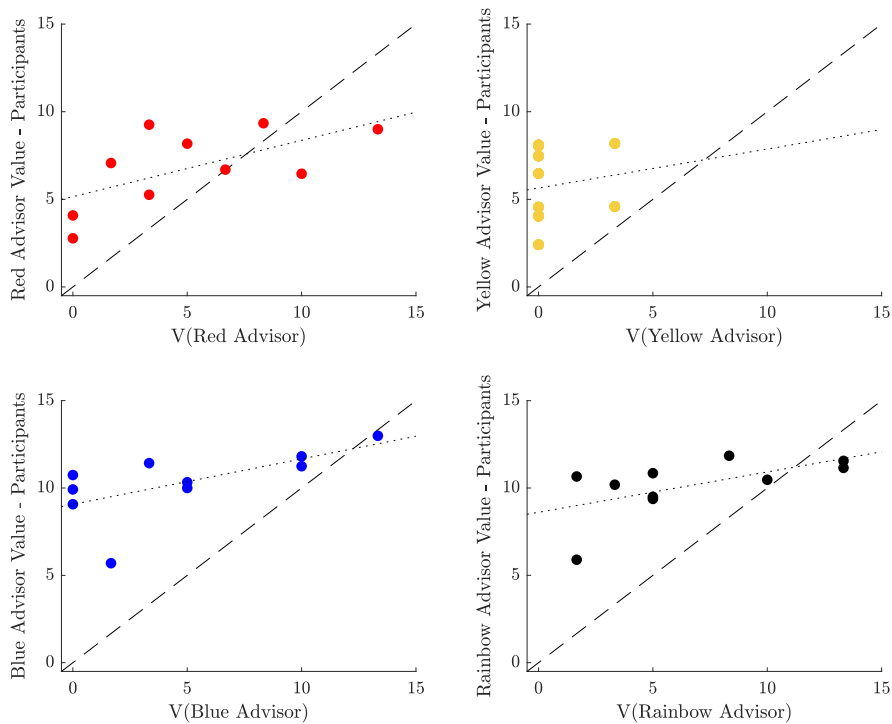 Red Advisor Value - Participants
15
10
5
0
0 5 10 15
V(Red Advisor)
Yellow Advisor Value - Participants
15
10
5
0
0 5 10 15
V(Yellow Advisor)
Blue Advisor Value - Participants
15
10
5
0
0 5 10 15
V(Blue Advisor)
Rainbow Advisor Value - Participants
15
10
5
0
0 5 10 15
V(Rainbow Advisor)